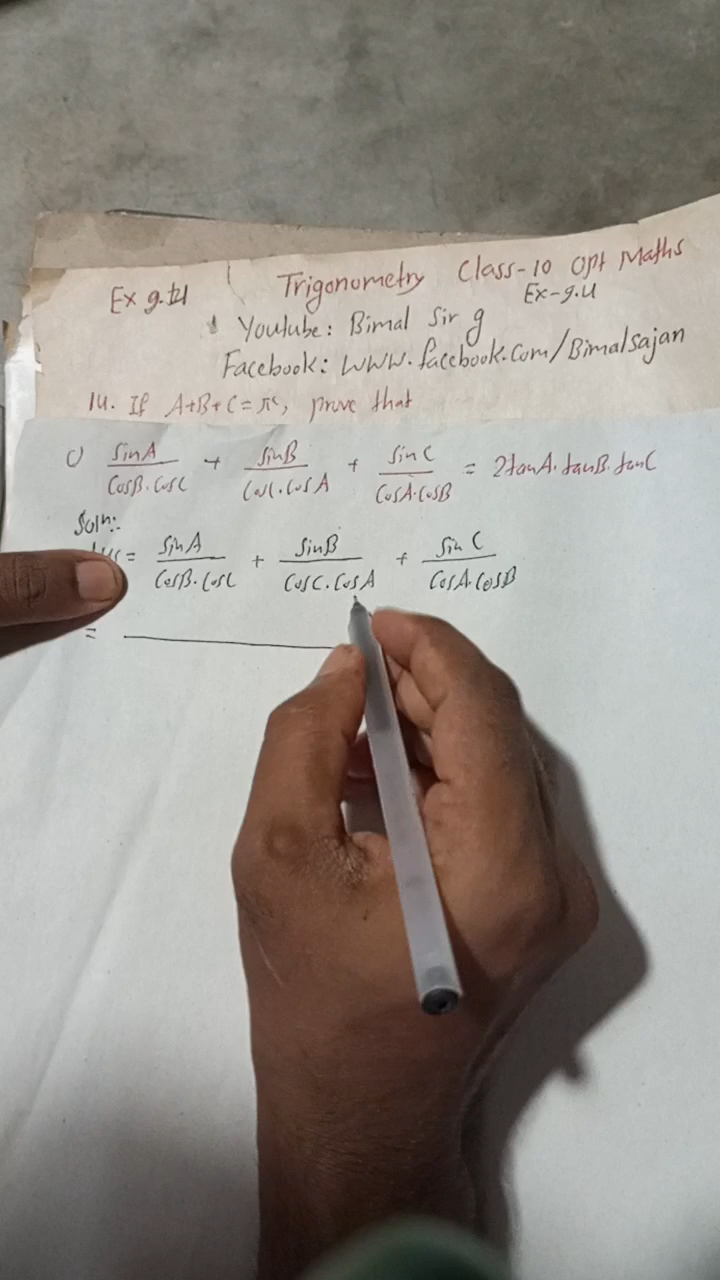 Ex 9.4
Trigonometry Class-10 Opt Maths
Ex-9.4
Youtube: Bimal Sir g
Facebook: www.facebook.com/Bimalsajan
14. If A+B+C=πᶜ, prove that
c) SinA/CosB.CosC + SinB/CosC.CosA + SinC/CosA.CosB = 2tanA.tanB.tanC
Solⁿ:
= SinA/CosB.CosC + SinB/CosC.CosA + SinC/CosA.CosB
=